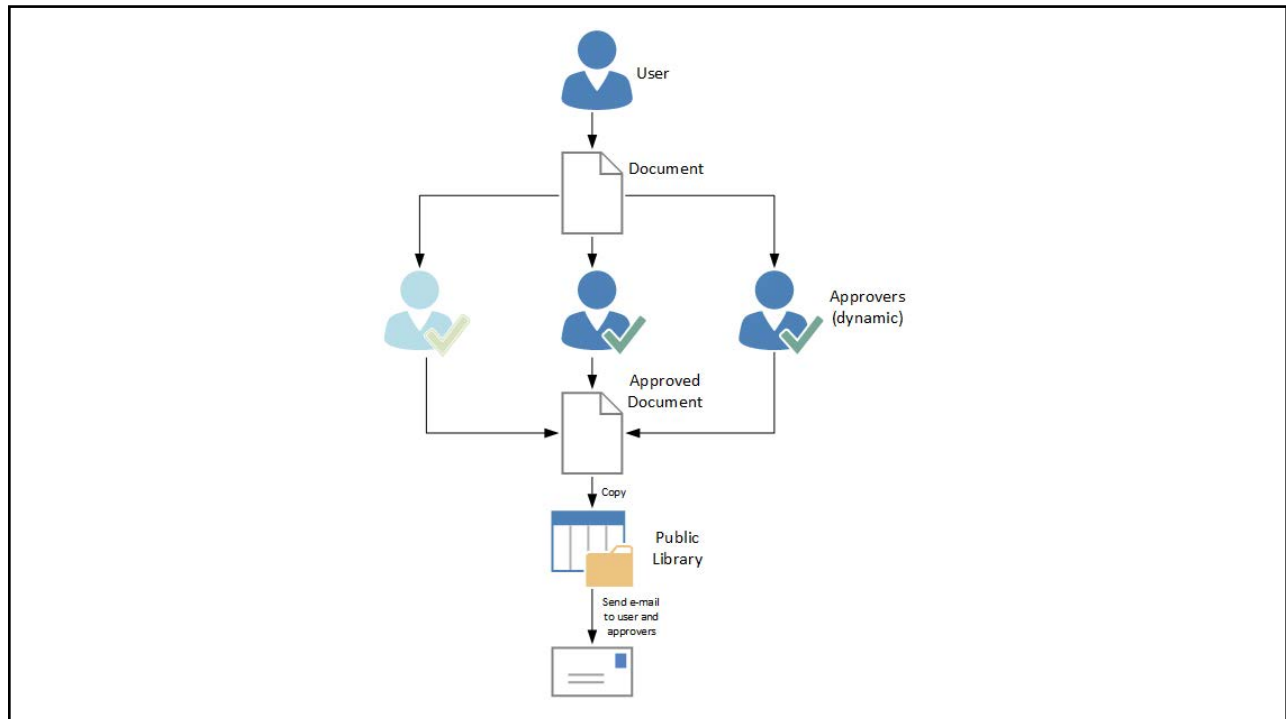 User
Document
Approvers
(dynamic)
Approved
Document
Copy
Public
Library
Send e-mail
to user and
approvers